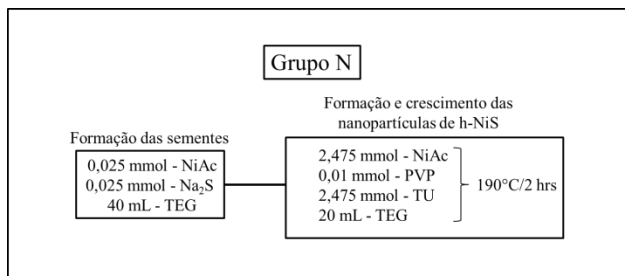 Grupo N
Formação das sementes
0,025 mmol - NiAc
0,025 mmol - Na₂S
40 mL - TEG
Formação e crescimento das
nanopartículas de h-NiS
2,475 mmol - NiAc
0,01 mmol - PVP
2,475 mmol - TU
20 mL - TEG
190°C/2 hrs